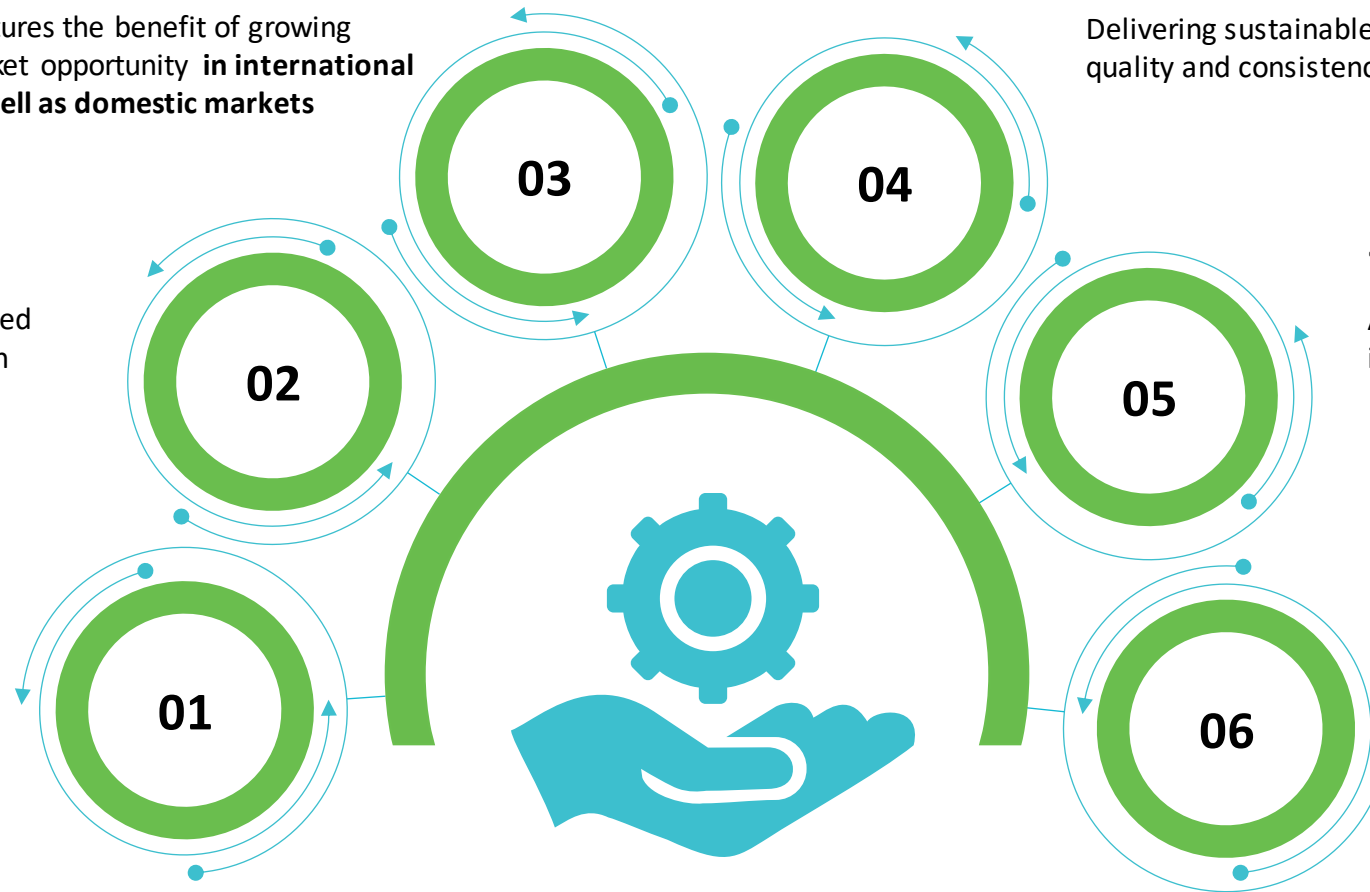 tures the benefit of growing
ket opportunity in international
ell as domestic markets
Delivering sustainable
quality and consistenc
03
04
ed
02
05
01
06